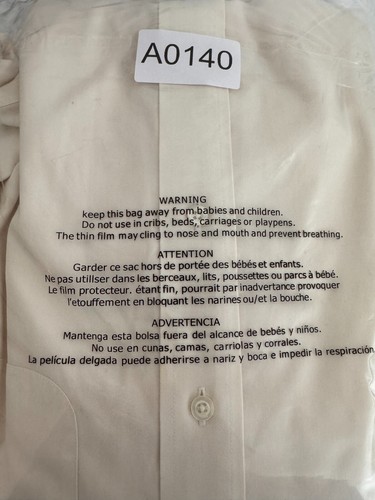 A0140
WARNING
keep this bag away from babies and children.
Do not use in cribs, beds, carriages or playpens.
The thin film may cling to nose and mouth and prevent breathing.
ATTENTION
Garder ce sac hors de portée des bébés et enfants.
Ne pas utiliser dans les berceaux, lits, poussettes ou parcs à bébé.
Le film protecteur. étant fin, pourrait par inadvertance provoquer
l'etouffement en bloquant les narines ou/et la bouche.
ADVERTENCIA
Mantenga esta bolsa fuera del alcance de bebés y niños.
No use en cunas, camas, carriolas y corrales.
La película delgada puede adherirse a nariz y boca e impedir la respiración